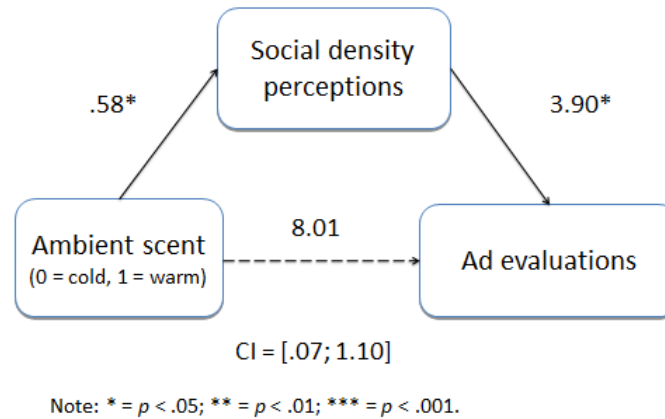 Social density
perceptions
.58*
3.90*
Ambient scent
(0 = cold, 1 = warm)
8.01
Ad evaluations
CI = [.07; 1.10]
Note: * = p < .05; ** = p < .01; *** = p < .001.